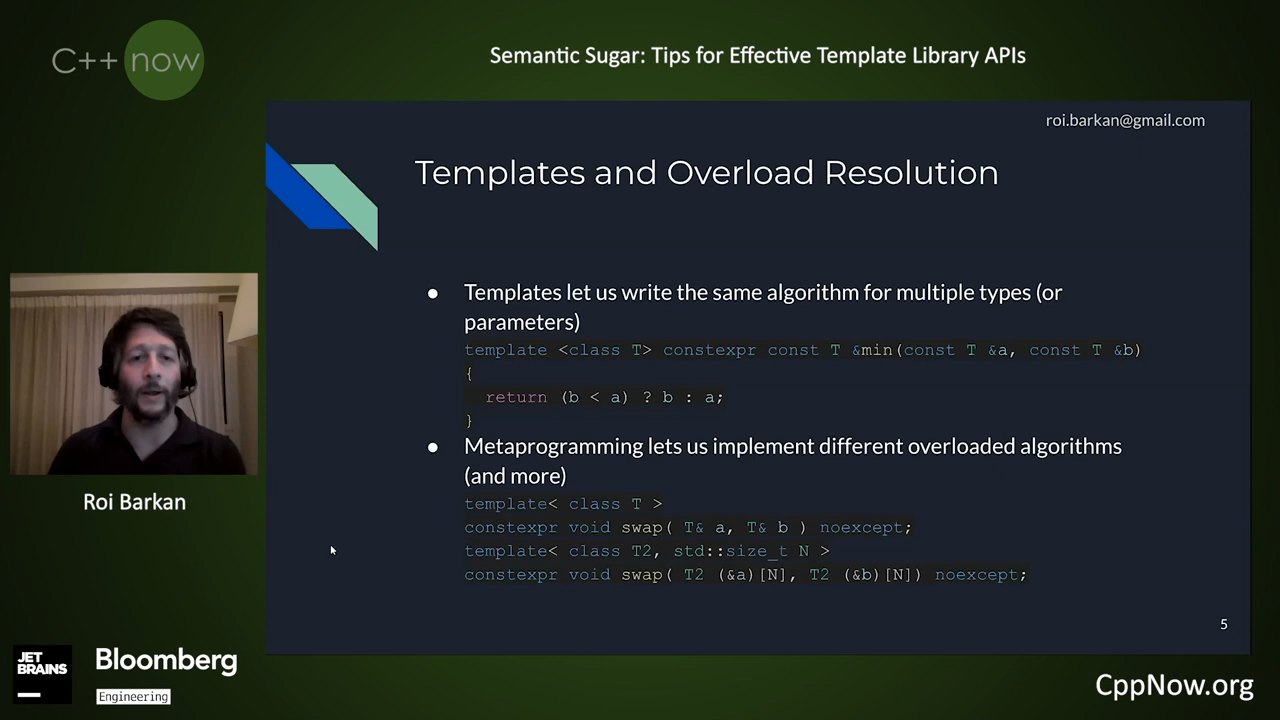 C++ now
Semantic Sugar: Tips for Effective Template Library APIs
roi.barkan@gmail.com
Templates and Overload Resolution
● Templates let us write the same algorithm for multiple types (or
parameters)
template <class T> constexpr const T &min(const T &a, const T &b)
{
return (b < a) ? b : a;
}
● Metaprogramming lets us implement different overloaded algorithms
(and more)
template< class T >
constexpr void swap( T& a, T& b ) noexcept;
template< class T2, std::size_t N >
constexpr void swap( T2 (&a)[N], T2 (&b)[N]) noexcept;
5
Roi Barkan
JET
BRAINS
Bloomberg
Engineering
CppNow.org